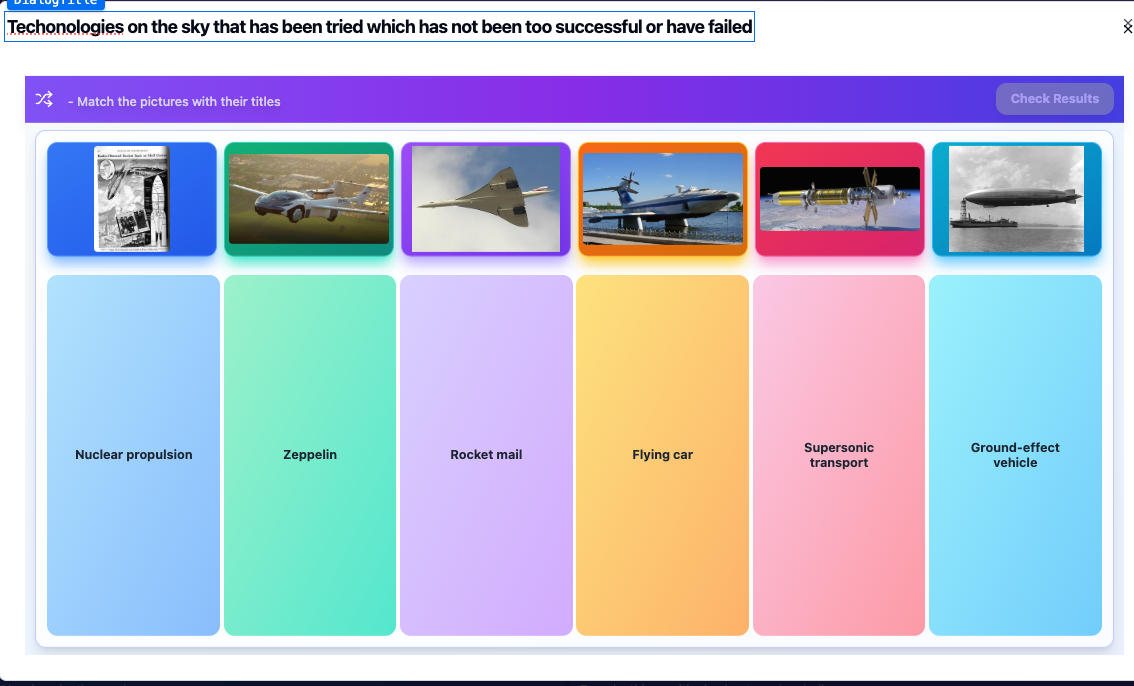 DialogTitle
Techonologies on the sky that has been tried which has not been too successful or have failed
- Match the pictures with their titles
Check Results
Nuclear propulsion
Zeppelin
Rocket mail
Flying car
Supersonic
transport
Ground-effect
vehicle